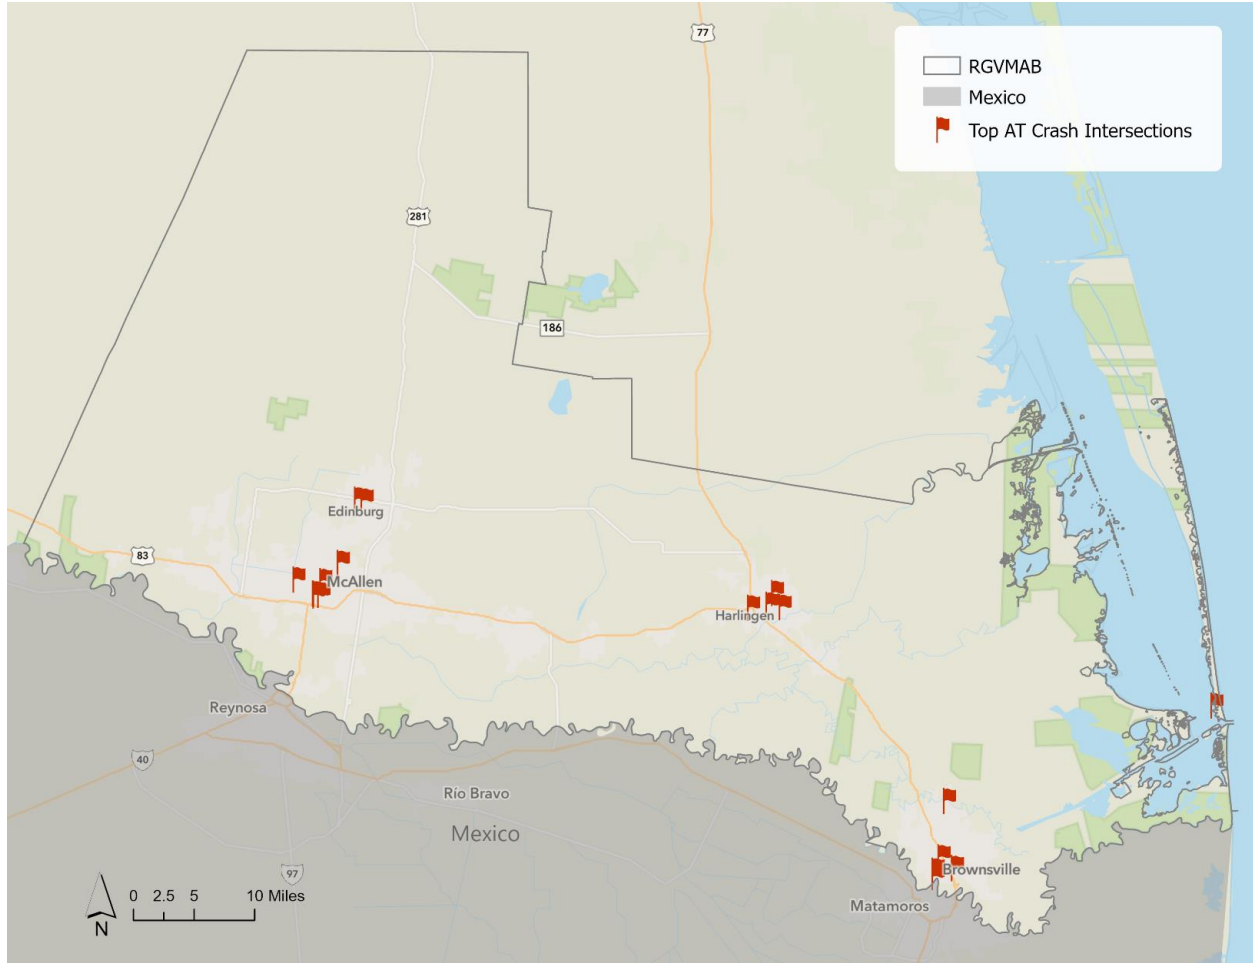 77
RGVMAB
Mexico
Top AT Crash Intersections
281
186
Edinburg
83
McAllen
Harlingen
Reynosa
40
Río Bravo
Mexico
97
Brownsville
Matamoros
0 2.5 5 10 Miles
N